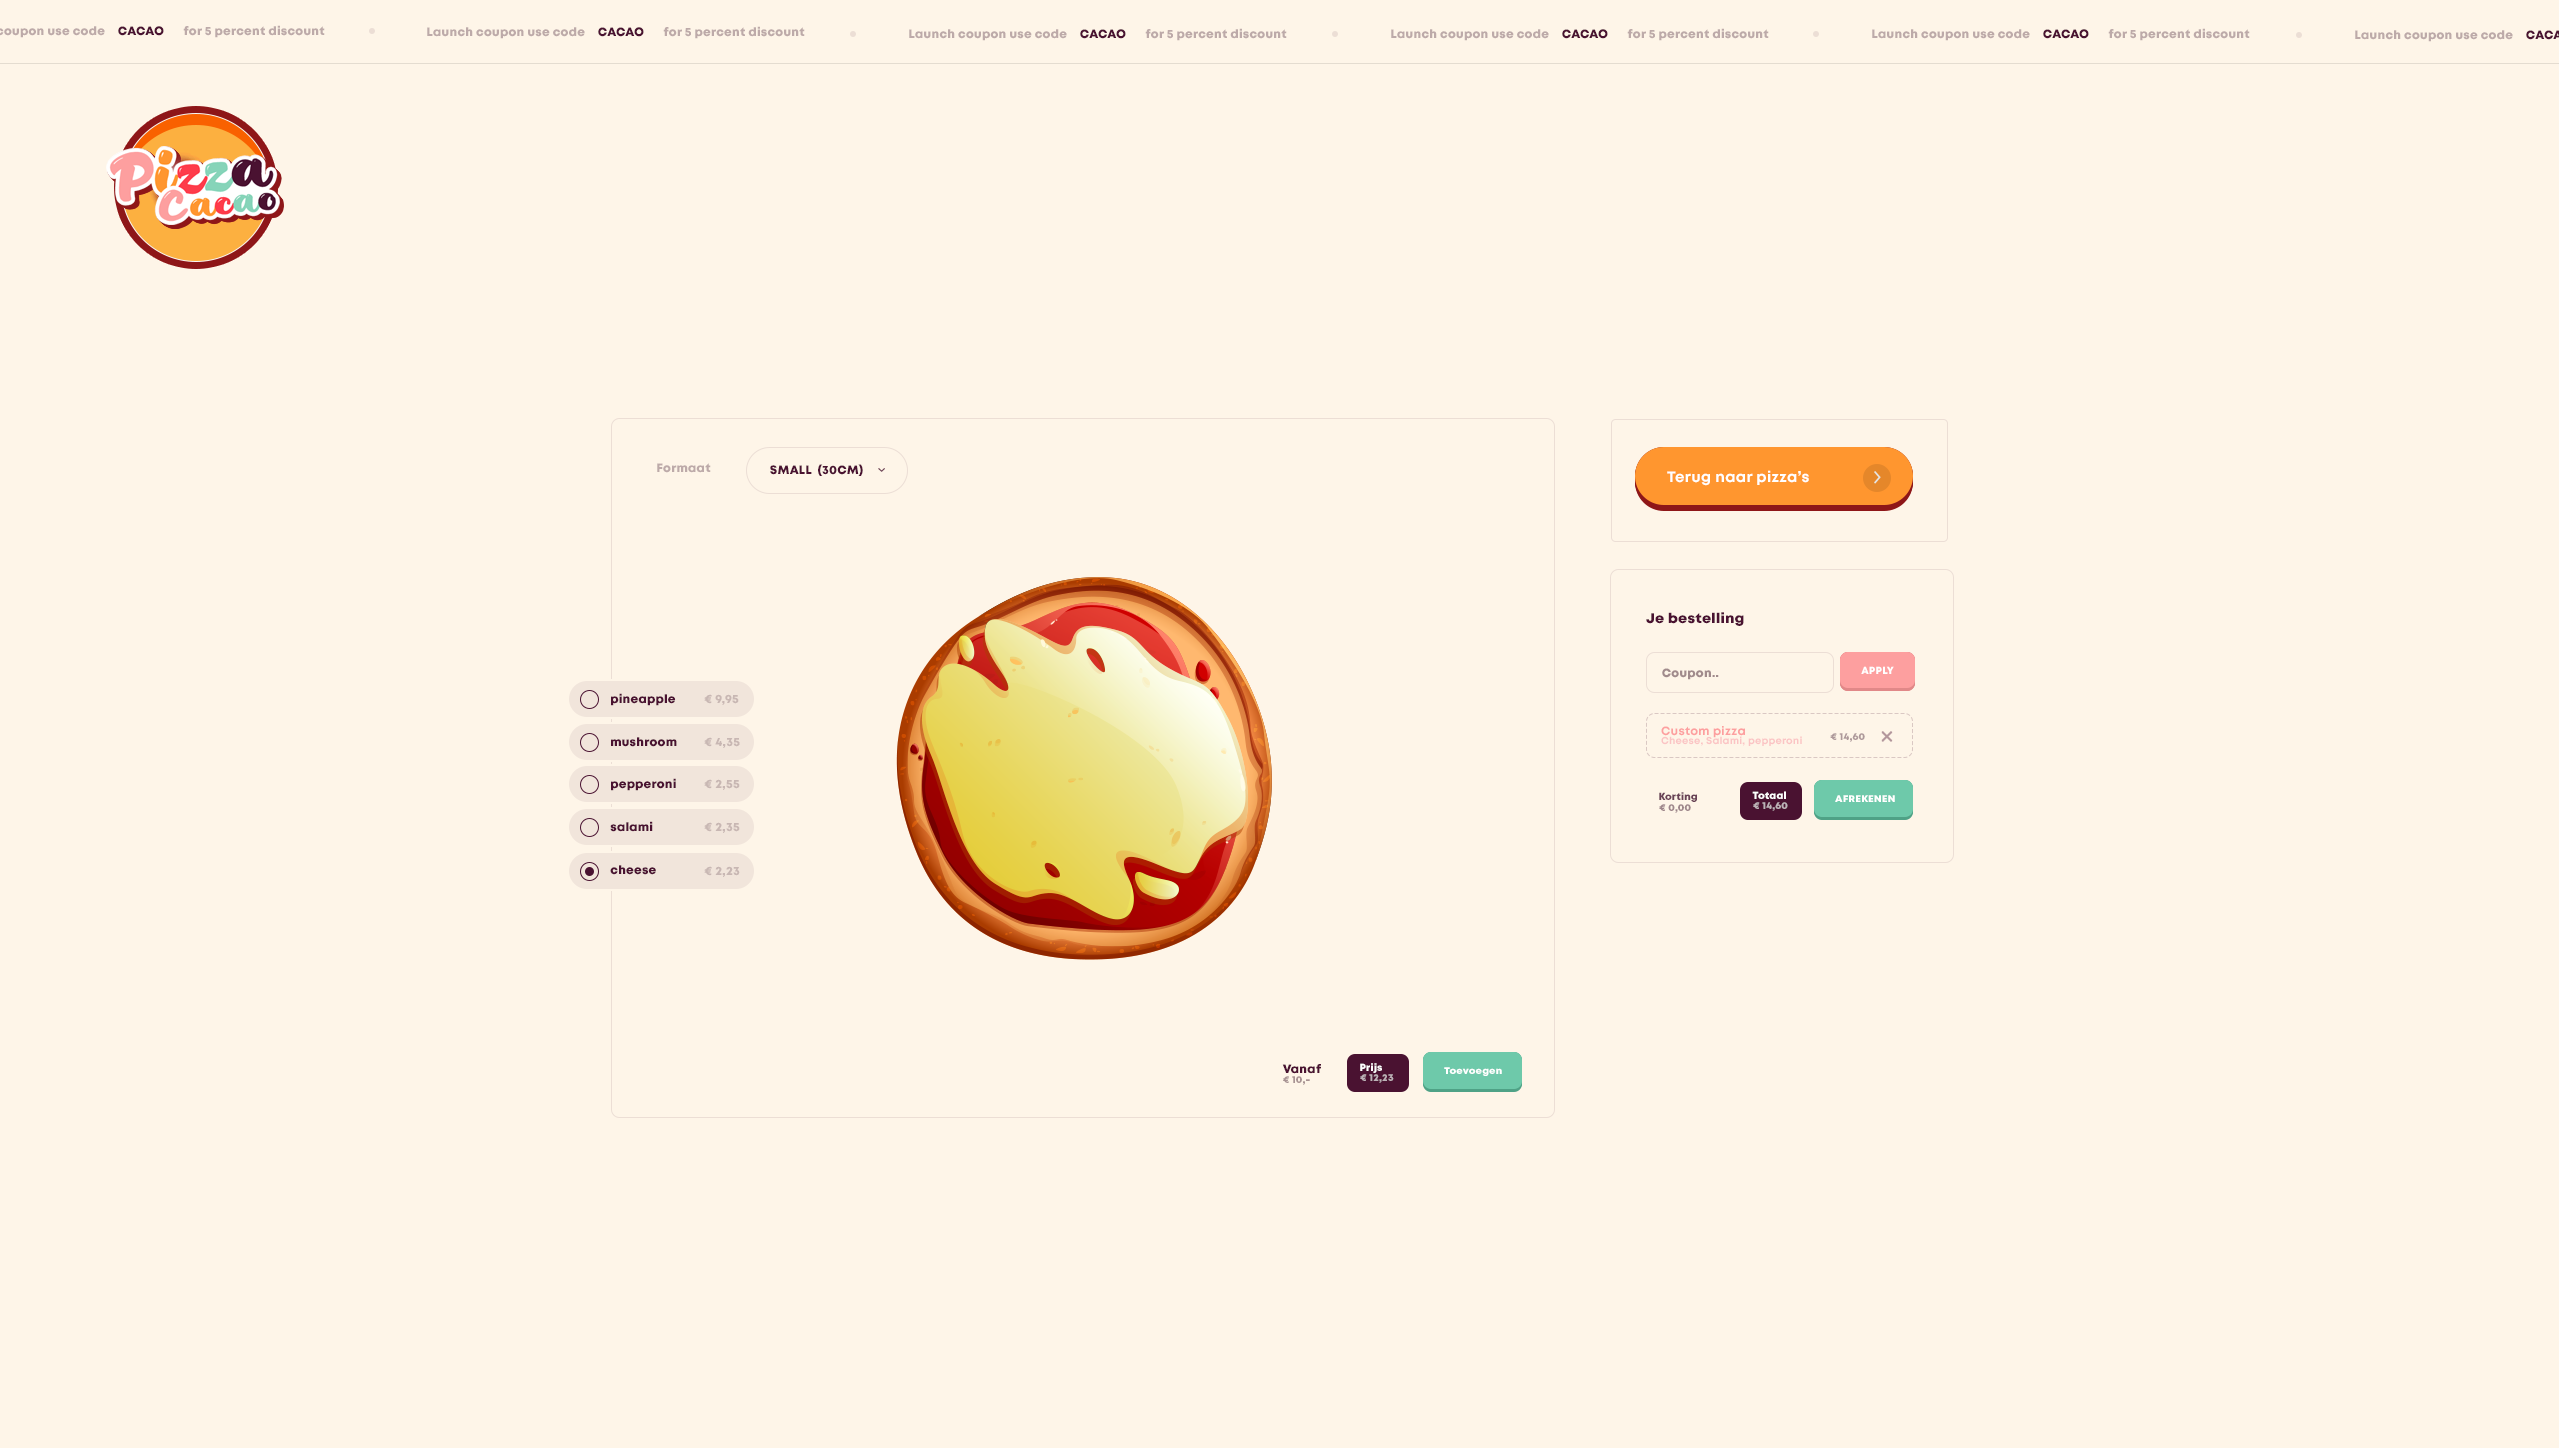 coupon use code CACAO for 5 percent discount • Launch coupon use code CACAO for 5 percent discount • Launch coupon use code CACAO for 5 percent discount • Launch coupon use code CACAO for 5 percent discount • Launch coupon use code CACAO for 5 percent discount • Launch coupon use code CACA
Pizza
Cacao
Formaat
SMALL (30CM)
pineapple € 9,95
mushroom € 4,35
pepperoni € 2,55
salami € 2,35
cheese € 2,23
Vanaf
€ 10,-
Prijs
€ 12,23
Toevoegen
Terug naar pizza's
Je bestelling
Coupon..
APPLY
Custom pizza
Cheese, Salami, pepperoni
€ 14,60
Korting
€ 0,00
Totaal
€ 14,60
AFREKENEN